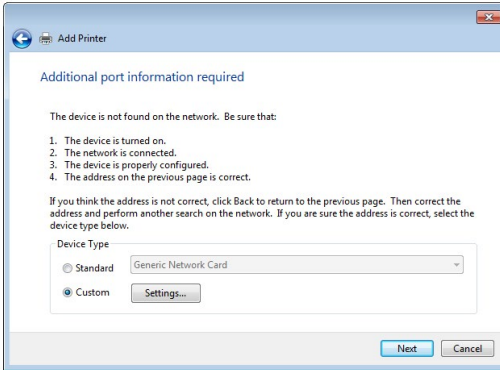 Add Printer
Additional port information required
The device is not found on the network. Be sure that:
1. The device is turned on.
2. The network is connected.
3. The device is properly configured.
4. The address on the previous page is correct.
If you think the address is not correct, click Back to return to the previous page. Then correct the
address and perform another search on the network. If you are sure the address is correct, select the
device type below.
Device Type
Standard Generic Network Card
Custom Settings...
Next Cancel